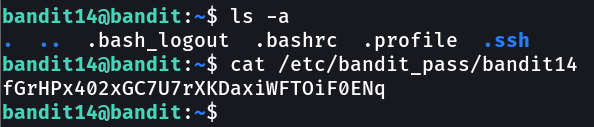 bandit14@bandit:~$ ls -a
.  ..  .bash_logout  .bashrc  .profile  .ssh
bandit14@bandit:~$ cat /etc/bandit_pass/bandit14
fGrHPx402xGC7U7rXKDaxiWFTOiF0ENq
bandit14@bandit:~$